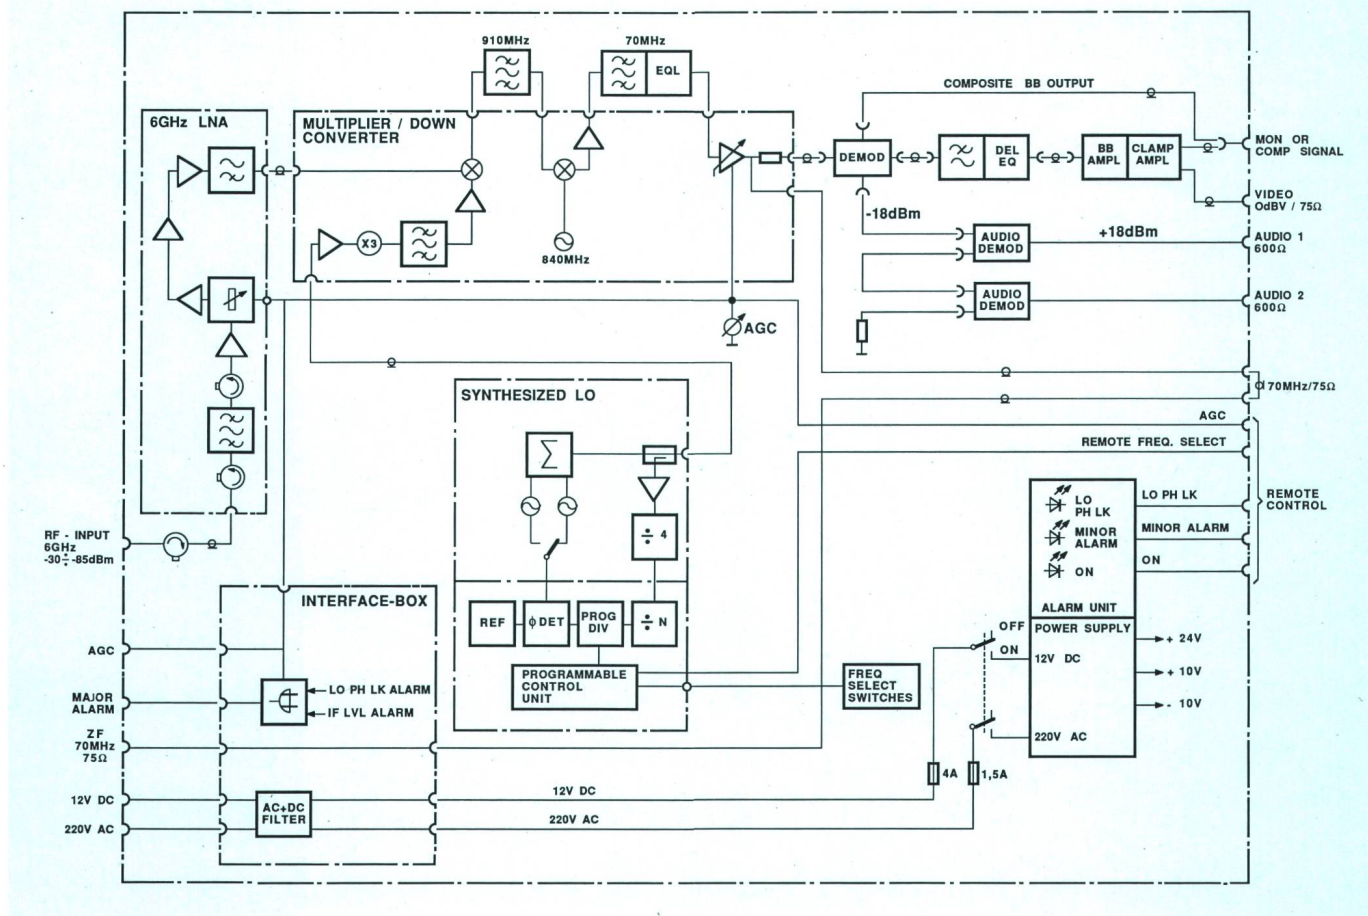 910MHz
70MHz
EQL
6GHz LNA
MULTIPLIER / DOWN
CONVERTER
X3
840MHz
AGC
COMPOSITE BB OUTPUT
DEMOD
DEL
EQ
BB
AMPL
CLAMP
AMPL
MON OR
COMP SIGNAL
VIDEO
OdBV / 75Ω
-18dBm
AUDIO
DEMOD
+18dBm
AUDIO 1
600Ω
AUDIO
DEMOD
AUDIO 2
600Ω
70MHz/75Ω
AGC
REMOTE FREQ. SELECT
SYNTHESIZED LO
Σ
÷ 4
REF
ϕ DET
PROG
DIV
÷ N
PROGRAMMABLE
CONTROL
UNIT
FREQ
SELECT
SWITCHES
LO
PH LK
MINOR
ALARM
ON
ALARM UNIT
LO PH LK
MINOR ALARM
ON
REMOTE
CONTROL
OFF
ON
POWER SUPPLY
12V DC
220V AC
+ 24V
+ 10V
- 10V
4A
1,5A
RF - INPUT
6GHz
-30÷-85dBm
INTERFACE-BOX
AGC
MAJOR
ALARM
LO PH LK ALARM
IF LVL ALARM
ZF
70MHz
75Ω
12V DC
220V AC
AC+DC
FILTER
12V DC
220V AC